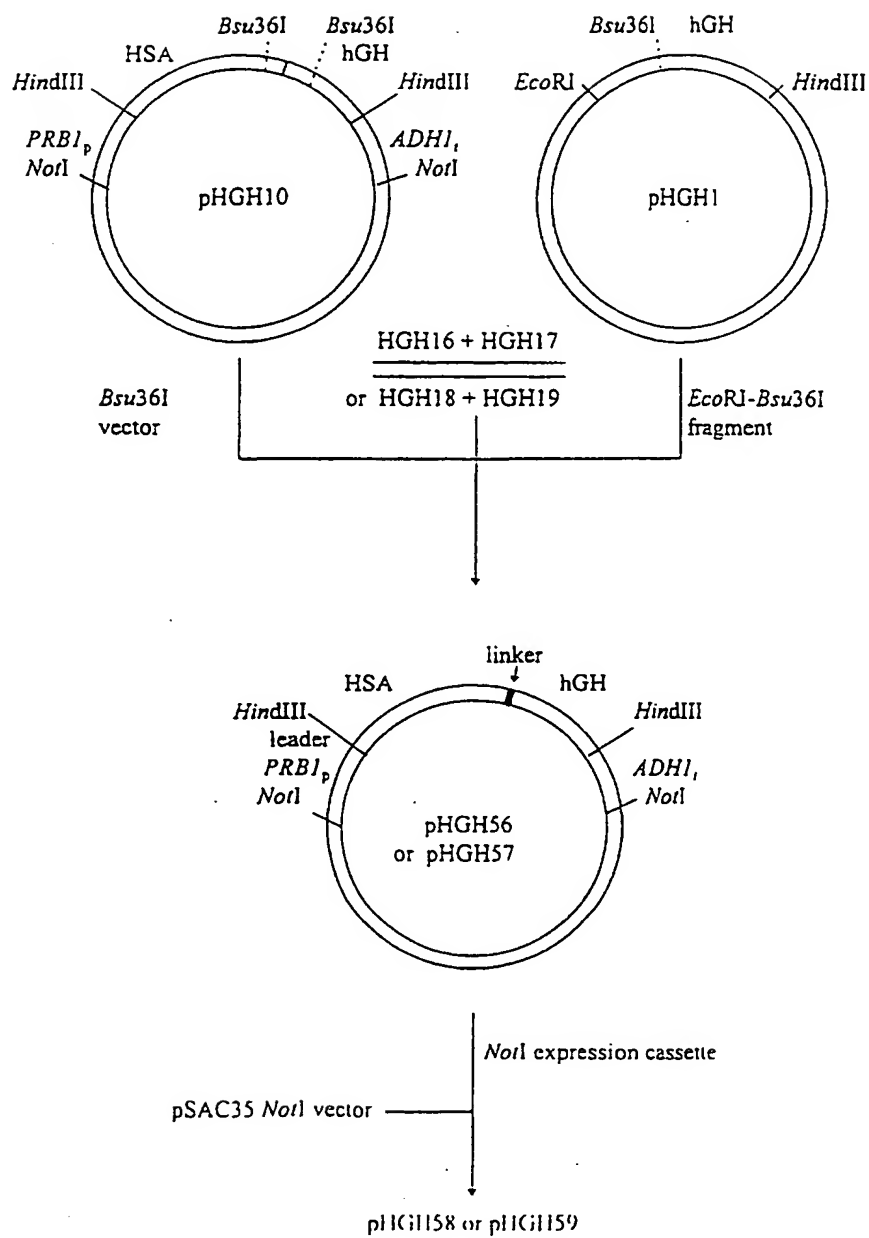 Bsu36I Bsu36I
HSA hGH
HindIII HindIII
PRB1p ADH1t
NotI NotI
pHGH10
Bsu36I hGH
EcoRI HindIII
pHGH1
HGH16 + HGH17
or HGH18 + HGH19
Bsu36I
vector
EcoRI-Bsu36I
fragment
linker
HSA hGH
HindIII HindIII
leader
PRB1p ADH1t
NotI NotI
pHGH56
or pHGH57
NotI expression cassette
pSAC35 NotI vector
pHGH58 or pHGH59